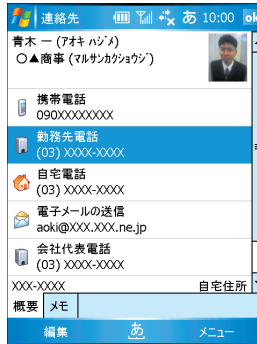 連絡先 あ 10:00 ok
青木 一 (アオキ ハジメ)
○▲商事 (マルサンカクショウジ)
携帯電話
090XXXXXXXX
勤務先電話
(03) XXXX-XXXX
自宅電話
(03) XXXX-XXXX
電子メールの送信
aoki@XXX.XXX.ne.jp
会社代表電話
(03) XXXX-XXXX
XXX-XXXX 自宅住所
概要 メモ
編集 あ メニュー